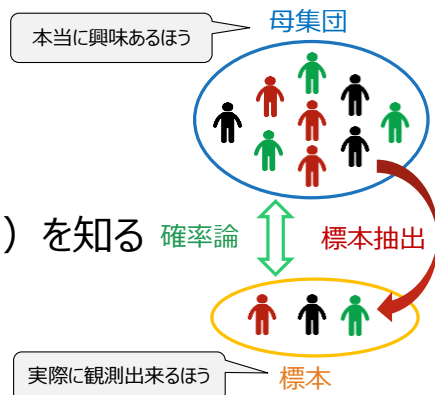 母集団
本当に興味あるほう
）を知る
確率論
標本抽出
実際に観測出来るほう
標本